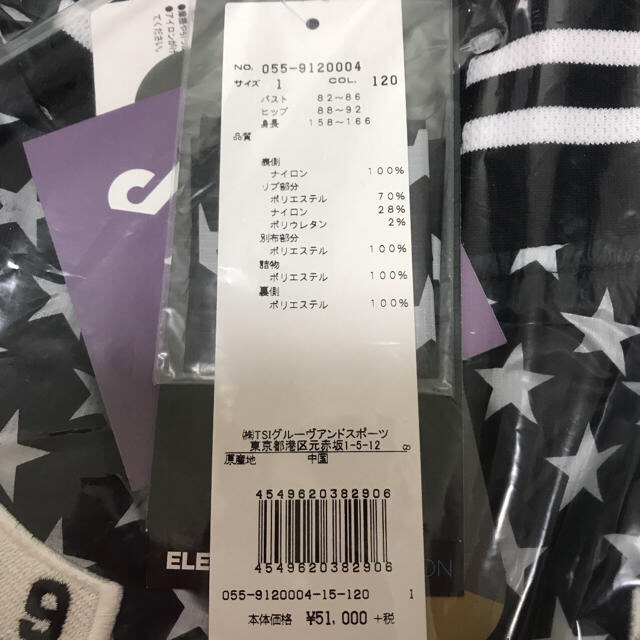 てください
NO. 055-9120004
サイズ 1 COL. 120
バスト 82～86
ヒップ 88～92
身長 158～166
品質
表側
ナイロン 100%
リブ部分
ポリエステル 70%
ナイロン 28%
ポリウレタン 2%
別布部分
ポリエステル 100%
詰物
ポリエステル 100%
裏側
ポリエステル 100%
㈱TSIグルーヴアンドスポーツ
東京都港区元赤坂1-5-12
原産地 中国
4549620382906
4549620382906
ELE ON
055-9120004-15-120 1
本体価格 ¥51,000 +税
9